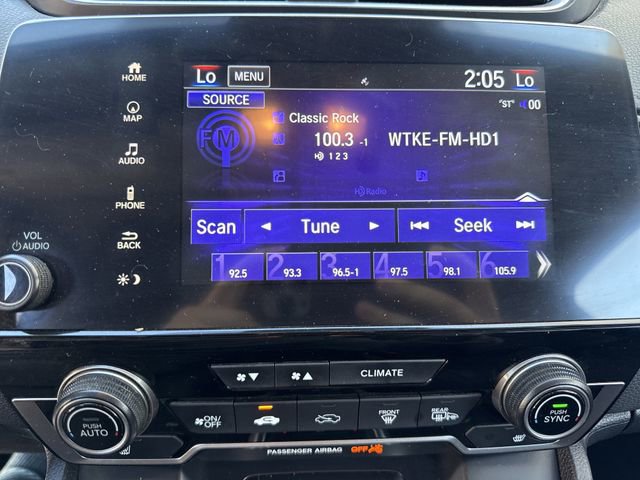 HOME
MAP
AUDIO
PHONE
BACK
VOL
AUDIO
Lo MENU 2:05 Lo
SOURCE "ST" 00
FM
Classic Rock
100.3 -1 WTKE-FM-HD1
HD 1 2 3
HD Radio
Scan Tune Seek
1 92.5 2 93.3 3 96.5-1 4 97.5 5 98.1 6 105.9
CLIMATE
ON/OFF FRONT REAR
PUSH AUTO
PUSH SYNC
PASSENGER AIRBAG OFF